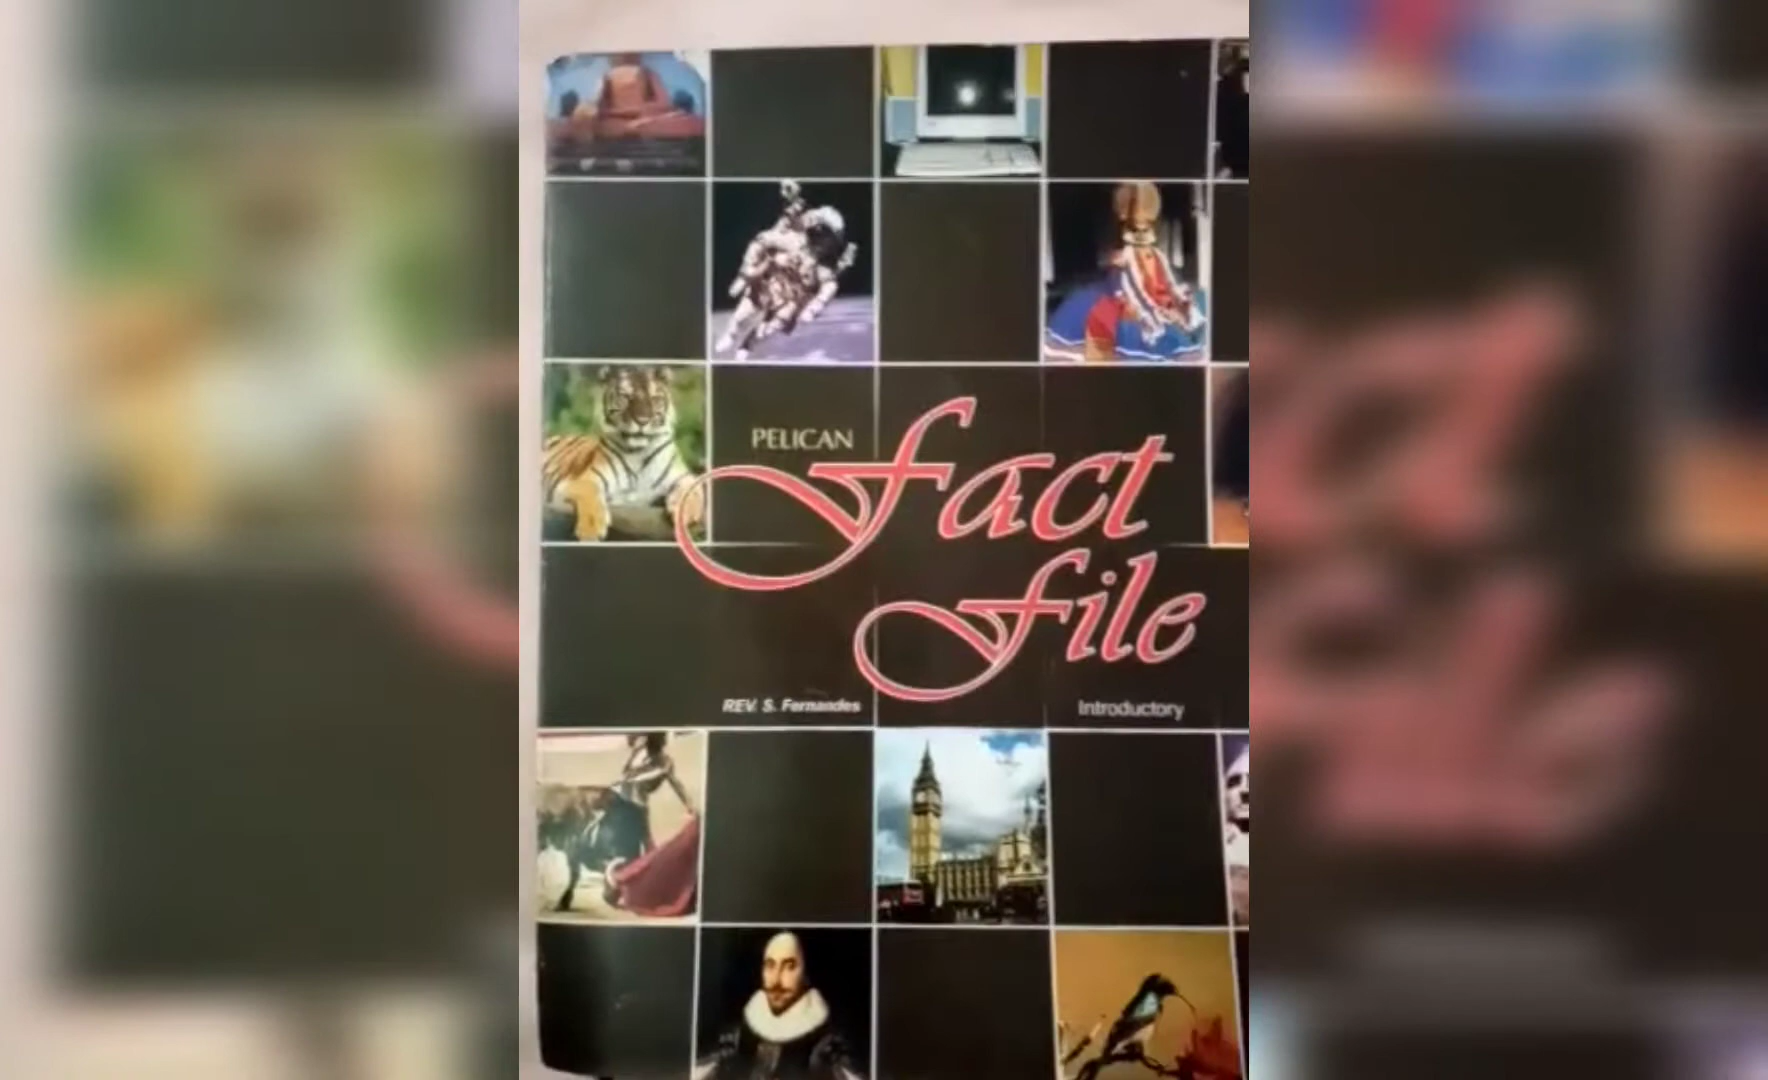 PELICAN
fact
file
REV. S. Fernandes
Introductory